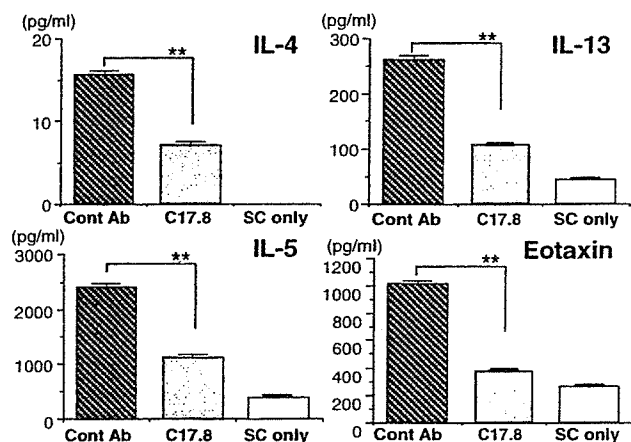 (pg/ml)
IL-4
**
20
10
0
Cont Ab C17.8 SC only
(pg/ml)
IL-13
**
300
200
100
0
Cont Ab C17.8 SC only
(pg/ml)
IL-5
**
3000
2000
1000
0
Cont Ab C17.8 SC only
(pg/ml)
Eotaxin
**
1200
1000
800
600
400
200
0
Cont Ab C17.8 SC only